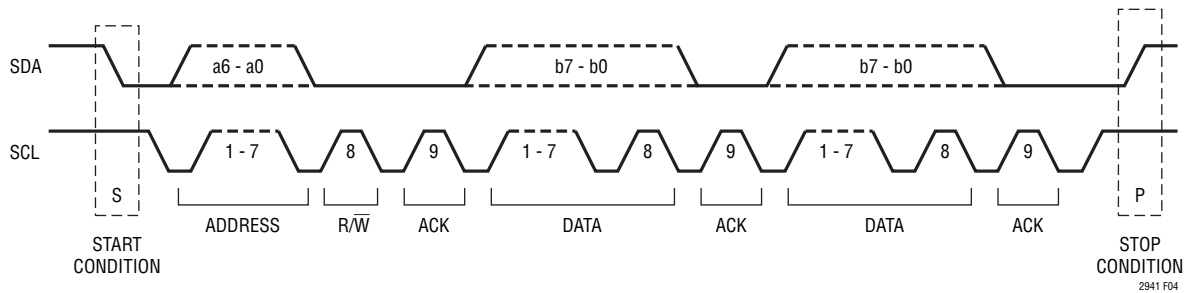 SDA
a6 - a0
b7 - b0
b7 - b0
SCL
1 - 7
8
9
1 - 7
8
9
1 - 7
8
9
S
P
ADDRESS
R/W̅
ACK
DATA
ACK
DATA
ACK
START
CONDITION
STOP
CONDITION
2941 F04